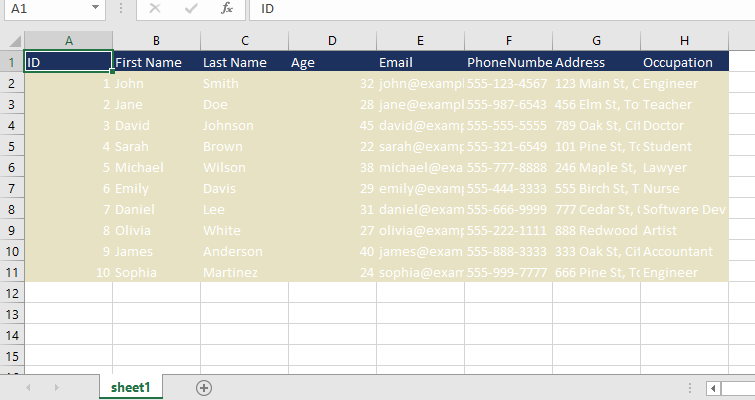 A1 fx ID
A B C D E F G H
1 ID First Name Last Name Age Email PhoneNumbe Address Occupation
2 1 John Smith 32 john@exampl 555-123-4567 123 Main St, C Engineer
3 2 Jane Doe 28 jane@exampl 555-987-6543 456 Elm St, To Teacher
4 3 David Johnson 45 david@examp 555-555-5555 789 Oak St, Cit Doctor
5 4 Sarah Brown 22 sarah@examp 555-321-6549 101 Pine St, To Student
6 5 Michael Wilson 38 michael@exa 555-777-8888 246 Maple St, Lawyer
7 6 Emily Davis 29 emily@examp 555-444-3333 555 Birch St, T Nurse
8 7 Daniel Lee 31 daniel@exam 555-666-9999 777 Cedar St, Software Dev
9 8 Olivia White 27 olivia@examp 555-222-1111 888 Redwood Artist
10 9 James Anderson 40 james@exam 555-888-3333 333 Oak St, Cit Accountant
11 10 Sophia Martinez 24 sophia@exam 555-999-7777 666 Pine St, To Engineer
12
13
14
15
sheet1